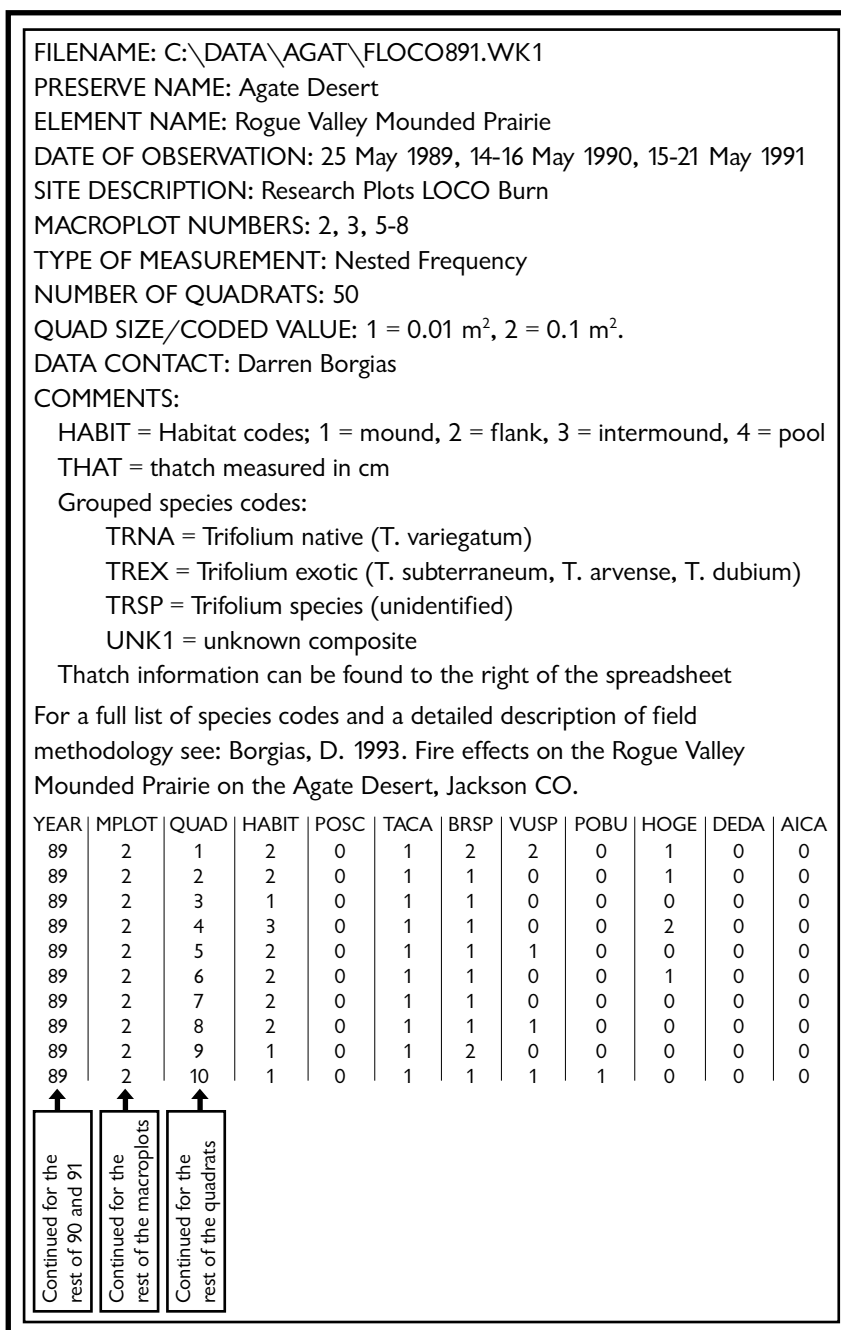 FILENAME: C:\DATA\AGAT\FLOCO891.WK1
PRESERVE NAME: Agate Desert
ELEMENT NAME: Rogue Valley Mounded Prairie
DATE OF OBSERVATION: 25 May 1989, 14-16 May 1990, 15-21 May 1991
SITE DESCRIPTION: Research Plots LOCO Burn
MACROPLOT NUMBERS: 2, 3, 5-8
TYPE OF MEASUREMENT: Nested Frequency
NUMBER OF QUADRATS: 50
QUAD SIZE/CODED VALUE: 1 = 0.01 m², 2 = 0.1 m².
DATA CONTACT: Darren Borgias
COMMENTS:
HABIT = Habitat codes; 1 = mound, 2 = flank, 3 = intermound, 4 = pool
THAT = thatch measured in cm
Grouped species codes:
TRNA = Trifolium native (T. variegatum)
TREX = Trifolium exotic (T. subterraneum, T. arvense, T. dubium)
TRSP = Trifolium species (unidentified)
UNK1 = unknown composite
Thatch information can be found to the right of the spreadsheet
For a full list of species codes and a detailed description of field
methodology see: Borgias, D. 1993. Fire effects on the Rogue Valley
Mounded Prairie on the Agate Desert, Jackson CO.
YEAR | MPLOT | QUAD | HABIT | POSC | TACA | BRSP | VUSP | POBU | HOGE | DEDA | AICA
89 2 1 2 0 1 2 2 0 1 0 0
89 2 2 2 0 1 1 0 0 1 0 0
89 2 3 1 0 1 1 0 0 0 0 0
89 2 4 3 0 1 1 0 0 2 0 0
89 2 5 2 0 1 1 1 0 0 0 0
89 2 6 2 0 1 1 0 0 1 0 0
89 2 7 2 0 1 1 0 0 0 0 0
89 2 8 2 0 1 1 1 0 0 0 0
89 2 9 1 0 1 2 0 0 0 0 0
89 2 10 1 0 1 1 1 1 0 0 0
Continued for the
rest of 90 and 91
Continued for the
rest of the macroplots
Continued for the
rest of the quadrats